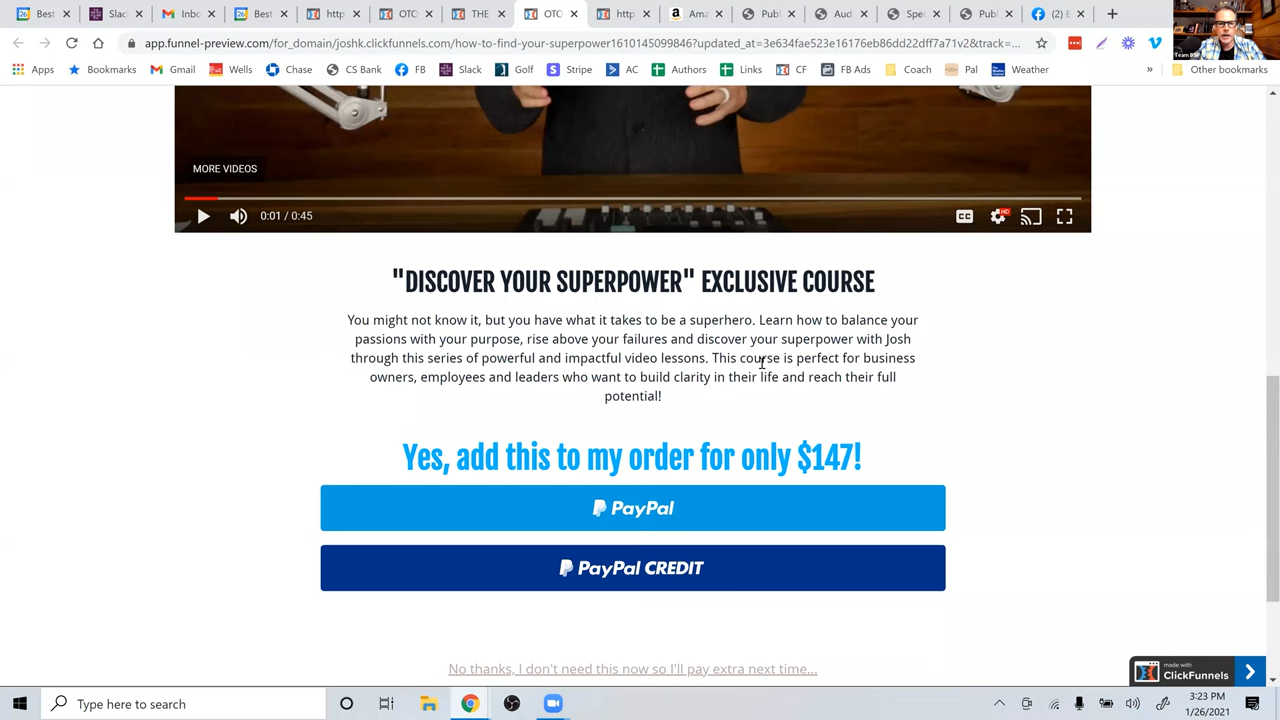 Best
Slac
Inbo
Best
http
OTO
THE
OTO
http
Ama
Publ
Aud
Spe
Publ
(2) E
Team BSP
app.funnel-preview.com/for_domain/joshk.clickfunnels.com/how-to-find-your-superpower1610145099846?updated_at=3e634fae523e16176eb86dd22dff7a71v2&track=...
Apps
Bookmarks
Gmail
Wells
Chase
CS Bank
FB
Slack
Golf
Stripe
AC
Authors
Links
CF
FB Ads
Coach
Pal
Weather
»
Other bookmarks
MORE VIDEOS
0:01 / 0:45
CC
HD
"DISCOVER YOUR SUPERPOWER" EXCLUSIVE COURSE
You might not know it, but you have what it takes to be a superhero. Learn how to balance your
passions with your purpose, rise above your failures and discover your superpower with Josh
through this series of powerful and impactful video lessons. This course is perfect for business
owners, employees and leaders who want to build clarity in their life and reach their full
potential!
Yes, add this to my order for only $147!
PayPal
PayPal CREDIT
No thanks, I don't need this now so I'll pay extra next time...
made with
ClickFunnels
Type here to search
3:23 PM
1/26/2021